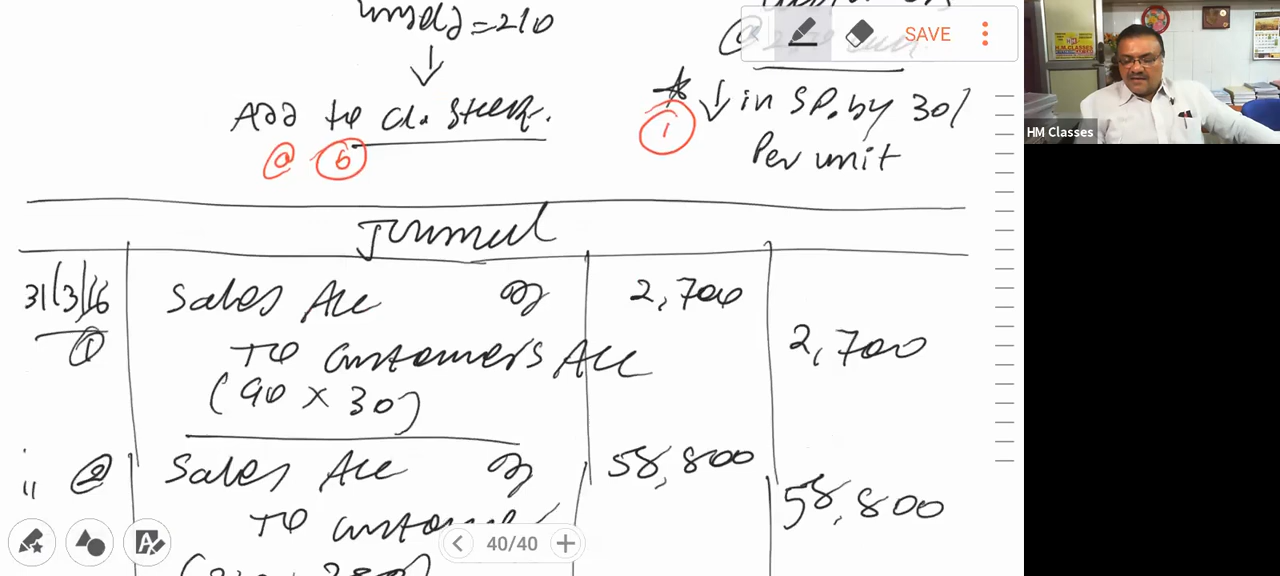 unsold = 210
@
SAVE
Add to Cl. Stock.
* ↓ in SP. by 30/
1
@ 6
Per unit
HM Classes
Journal
31/3/16
Sales A/c Dr
2,700
1
To customers A/c
2,700
(90 × 30)
" 2
Sales A/c Dr
58,800
To customers
58,800
40/40